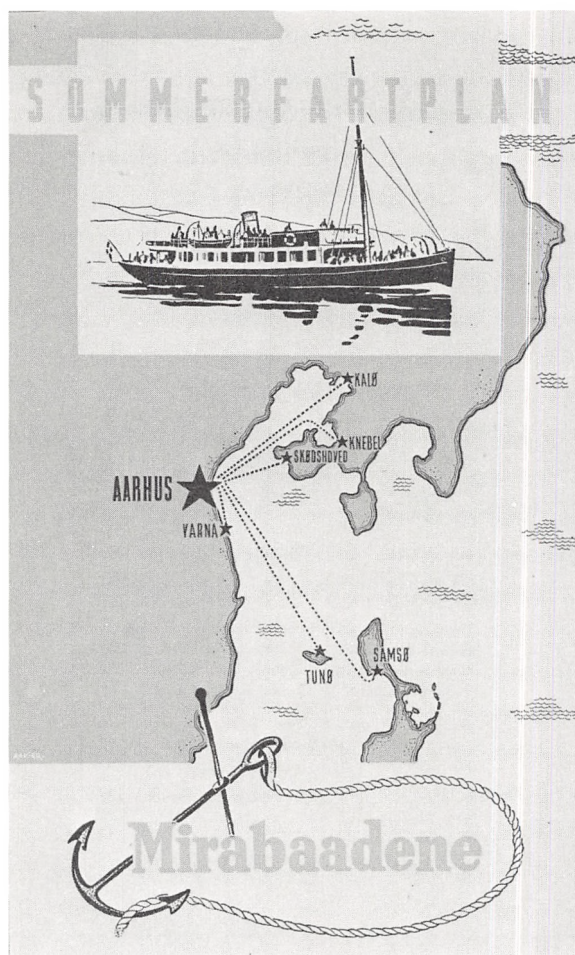 SOMMERFARTPLAN
KALØ
KNEBEL
SKØDSHOVED
AARHUS
VARNA
SAMSØ
TUNØ
Mirabaadene